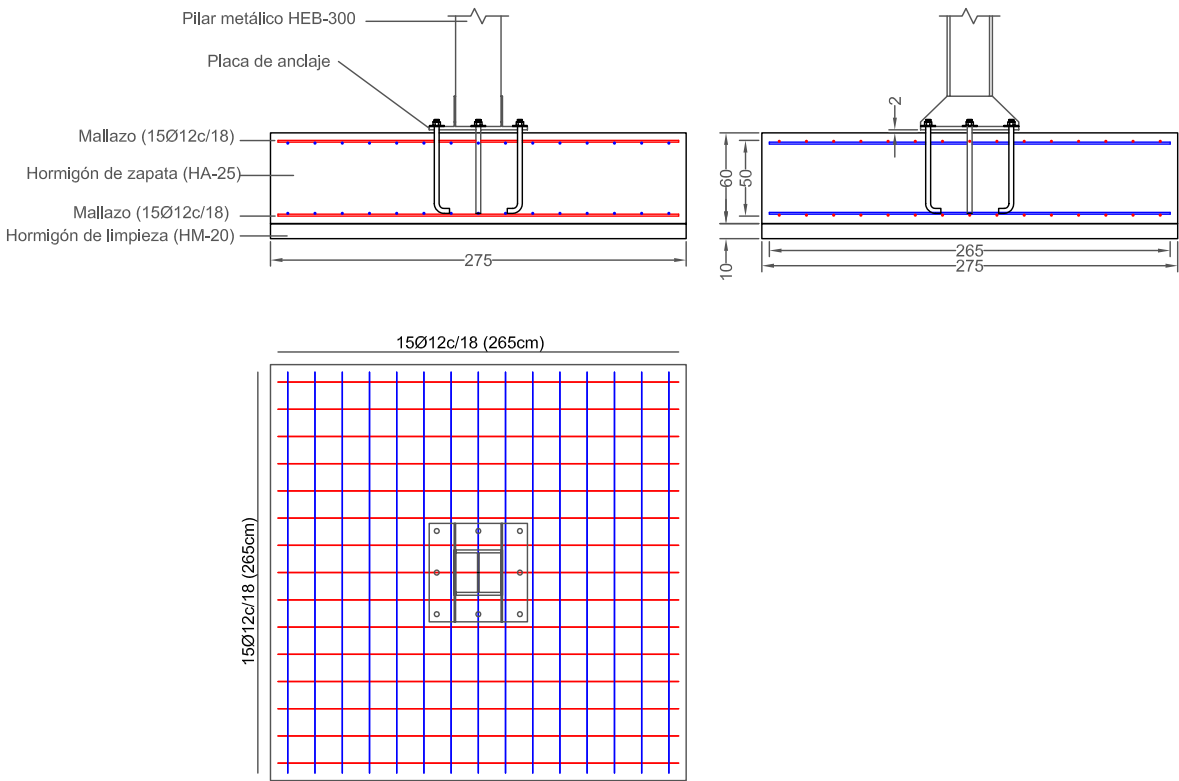 Pilar metálico HEB-300
Placa de anclaje
Mallazo (15Ø12c/18)
Hormigón de zapata (HA-25)
Mallazo (15Ø12c/18)
Hormigón de limpieza (HM-20)
275
2
60
50
10
265
275
15Ø12c/18 (265cm)
15Ø12c/18 (265cm)